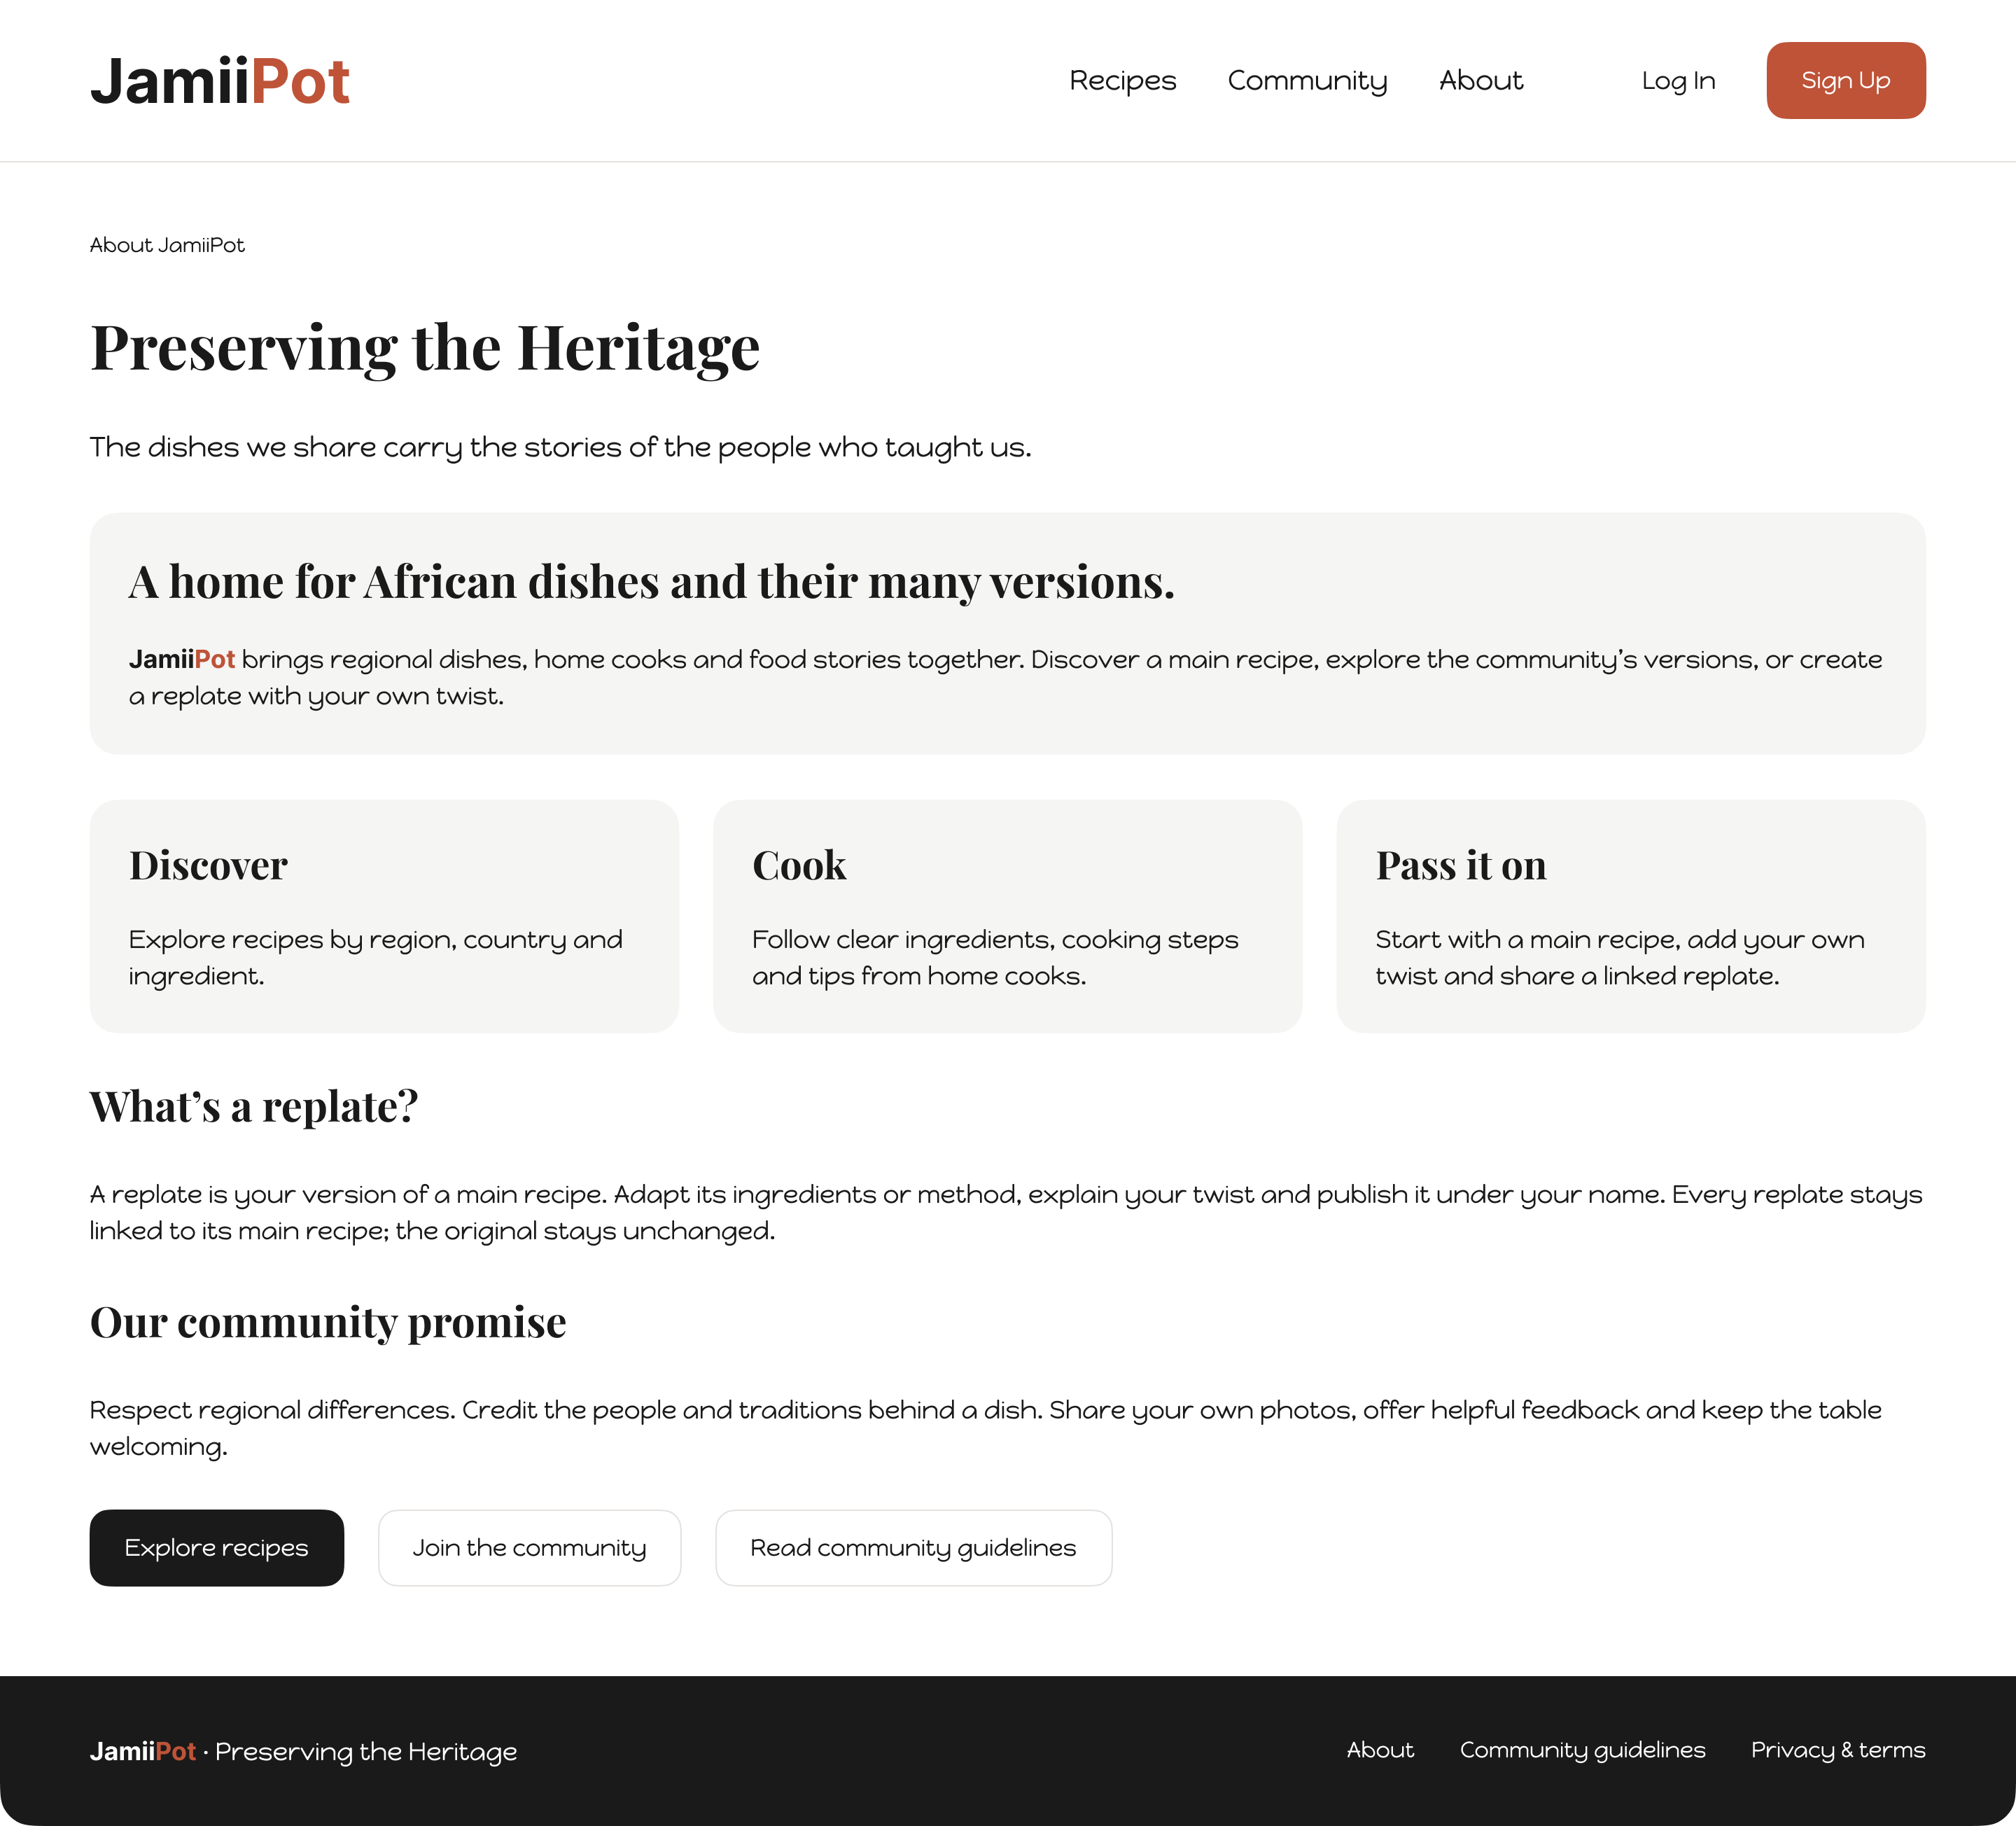 JamiiPot
Recipes Community About Log In Sign Up
About JamiiPot
Preserving the Heritage
The dishes we share carry the stories of the people who taught us.
A home for African dishes and their many versions.
JamiiPot brings regional dishes, home cooks and food stories together. Discover a main recipe, explore the community’s versions, or create
a replate with your own twist.
Discover
Explore recipes by region, country and
ingredient.
Cook
Follow clear ingredients, cooking steps
and tips from home cooks.
Pass it on
Start with a main recipe, add your own
twist and share a linked replate.
What’s a replate?
A replate is your version of a main recipe. Adapt its ingredients or method, explain your twist and publish it under your name. Every replate stays
linked to its main recipe; the original stays unchanged.
Our community promise
Respect regional differences. Credit the people and traditions behind a dish. Share your own photos, offer helpful feedback and keep the table
welcoming.
Explore recipes Join the community Read community guidelines
JamiiPot · Preserving the Heritage
About Community guidelines Privacy & terms